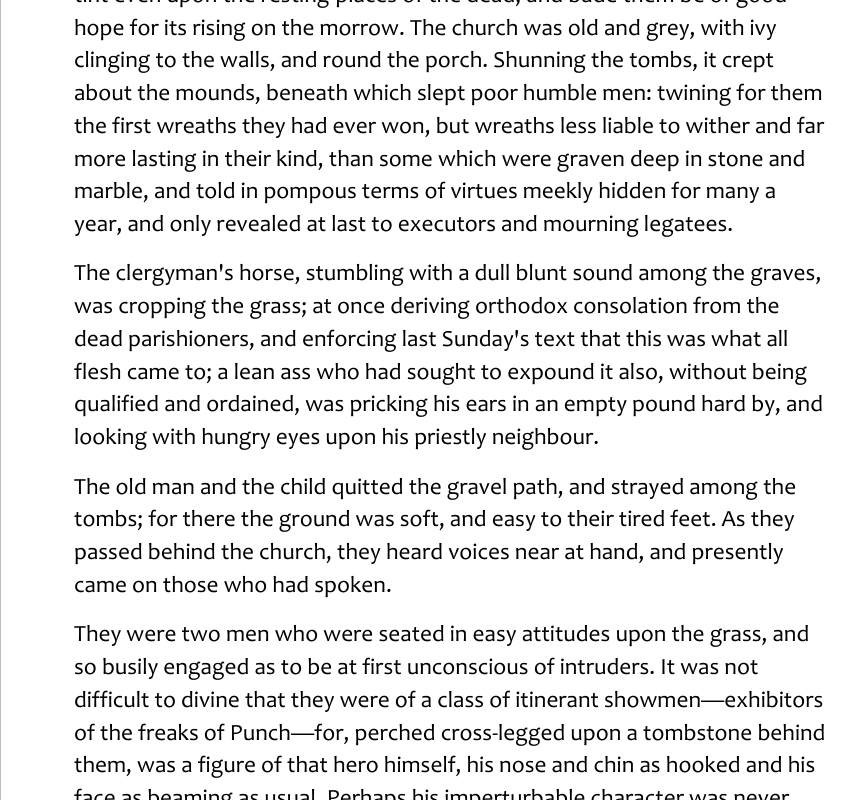 tint even upon the resting-places of the dead, and bade them be of good
hope for its rising on the morrow. The church was old and grey, with ivy
clinging to the walls, and round the porch. Shunning the tombs, it crept
about the mounds, beneath which slept poor humble men: twining for them
the first wreaths they had ever won, but wreaths less liable to wither and far
more lasting in their kind, than some which were graven deep in stone and
marble, and told in pompous terms of virtues meekly hidden for many a
year, and only revealed at last to executors and mourning legatees.
The clergyman's horse, stumbling with a dull blunt sound among the graves,
was cropping the grass; at once deriving orthodox consolation from the
dead parishioners, and enforcing last Sunday's text that this was what all
flesh came to; a lean ass who had sought to expound it also, without being
qualified and ordained, was pricking his ears in an empty pound hard by, and
looking with hungry eyes upon his priestly neighbour.
The old man and the child quitted the gravel path, and strayed among the
tombs; for there the ground was soft, and easy to their tired feet. As they
passed behind the church, they heard voices near at hand, and presently
came on those who had spoken.
They were two men who were seated in easy attitudes upon the grass, and
so busily engaged as to be at first unconscious of intruders. It was not
difficult to divine that they were of a class of itinerant showmen—exhibitors
of the freaks of Punch—for, perched cross-legged upon a tombstone behind
them, was a figure of that hero himself, his nose and chin as hooked and his
face as beaming as usual. Perhaps his imperturbable character was never